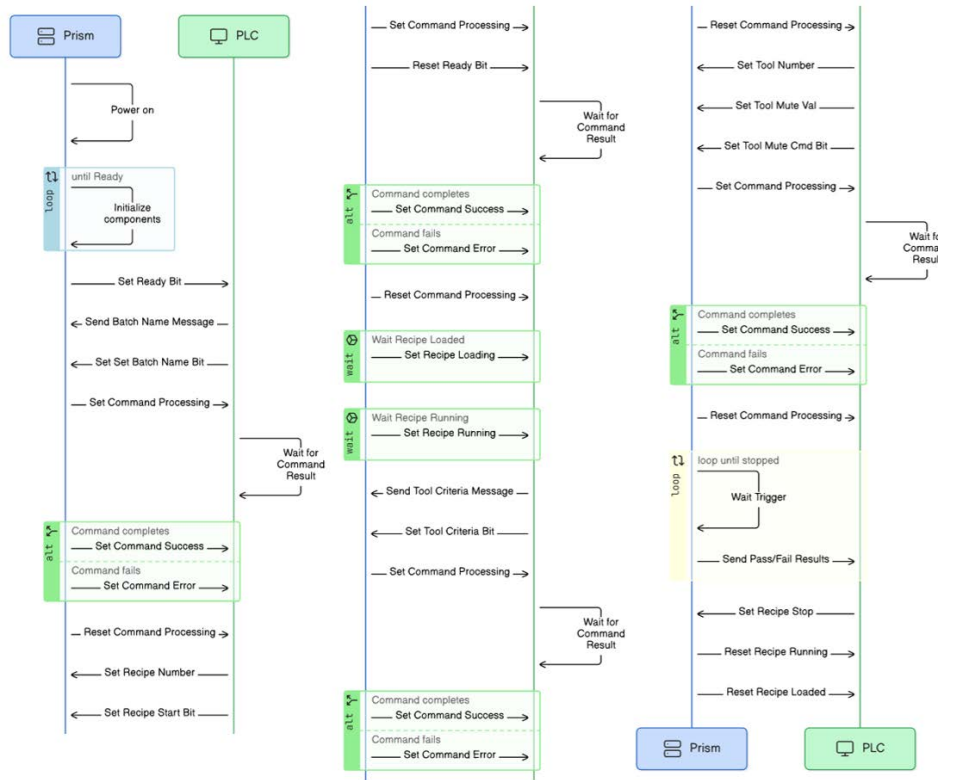 Prism
PLC
Power on
loop
until Ready
Initialize
components
Set Ready Bit
Send Batch Name Message
Set Set Batch Name Bit
Set Command Processing
Wait for
Command
Result
alt
Command completes
Set Command Success
Command fails
Set Command Error
Reset Command Processing
Set Recipe Number
Set Recipe Start Bit
Set Command Processing
Reset Ready Bit
Wait for
Command
Result
alt
Command completes
Set Command Success
Command fails
Set Command Error
Reset Command Processing
wait
Wait Recipe Loaded
Set Recipe Loading
wait
Wait Recipe Running
Set Recipe Running
Send Tool Criteria Message
Set Tool Criteria Bit
Set Command Processing
Wait for
Command
Result
alt
Command completes
Set Command Success
Command fails
Set Command Error
Reset Command Processing
Set Tool Number
Set Tool Mute Val
Set Tool Mute Cmd Bit
Set Command Processing
Wait fo
Comma
Resul
alt
Command completes
Set Command Success
Command fails
Set Command Error
Reset Command Processing
loop
loop until stopped
Wait Trigger
Send Pass/Fail Results
Set Recipe Stop
Reset Recipe Running
Reset Recipe Loaded
Prism
PLC